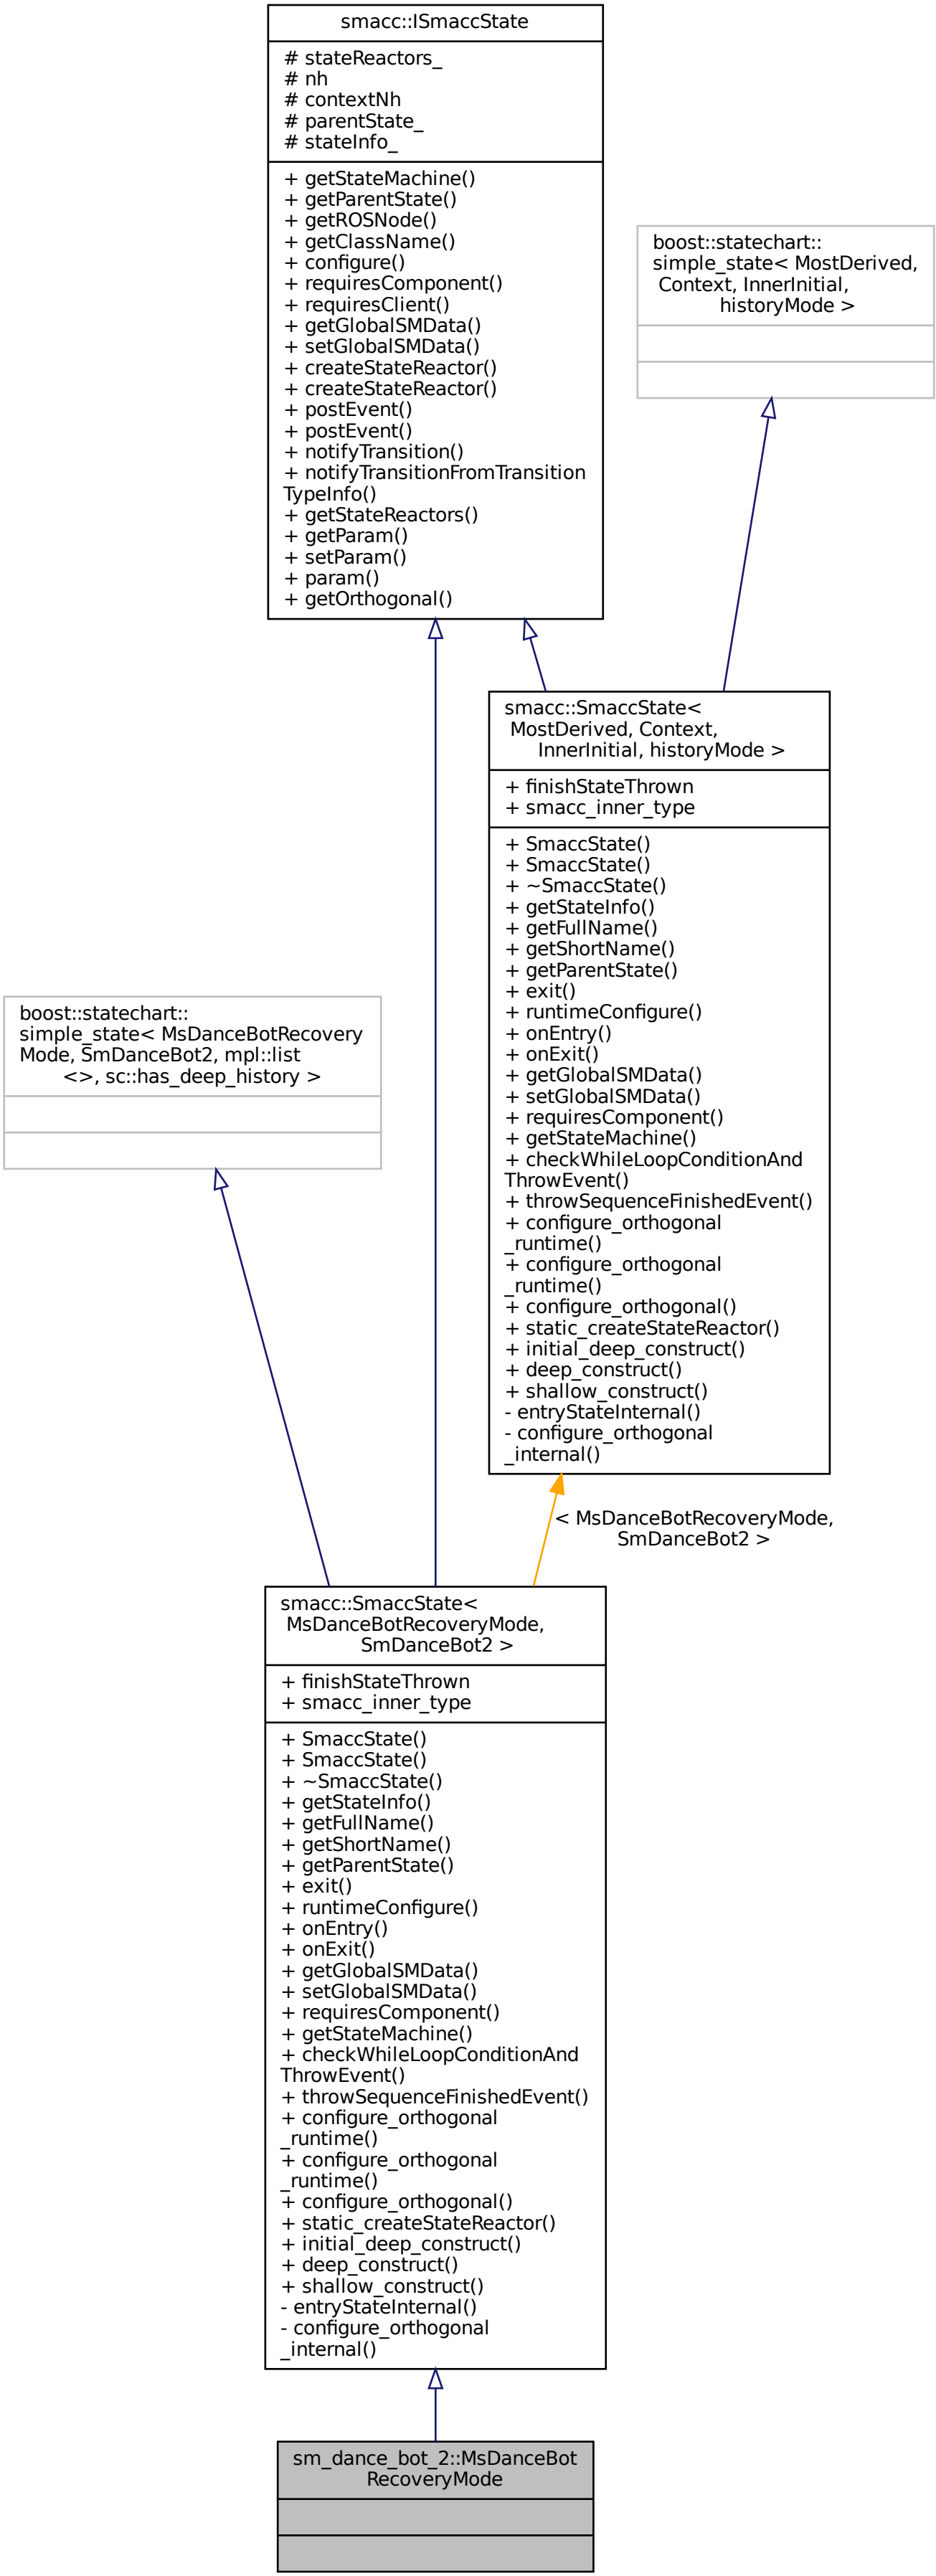 smacc::ISmaccState
# stateReactors_
# nh
# contextNh
# parentState_
# stateInfo_
+ getStateMachine()
+ getParentState()
+ getROSNode()
+ getClassName()
+ configure()
+ requiresComponent()
+ requiresClient()
+ getGlobalSMData()
+ setGlobalSMData()
+ createStateReactor()
+ createStateReactor()
+ postEvent()
+ postEvent()
+ notifyTransition()
+ notifyTransitionFromTransition
TypeInfo()
+ getStateReactors()
+ getParam()
+ setParam()
+ param()
+ getOrthogonal()
boost::statechart::
simple_state< MostDerived,
Context, InnerInitial,
historyMode >
smacc::SmaccState<
MostDerived, Context,
InnerInitial, historyMode >
+ finishStateThrown
+ smacc_inner_type
+ SmaccState()
+ SmaccState()
+ ~SmaccState()
+ getStateInfo()
+ getFullName()
+ getShortName()
+ getParentState()
+ exit()
+ runtimeConfigure()
+ onEntry()
+ onExit()
+ getGlobalSMData()
+ setGlobalSMData()
+ requiresComponent()
+ getStateMachine()
+ checkWhileLoopConditionAnd
ThrowEvent()
+ throwSequenceFinishedEvent()
+ configure_orthogonal
_runtime()
+ configure_orthogonal
_runtime()
+ configure_orthogonal()
+ static_createStateReactor()
+ initial_deep_construct()
+ deep_construct()
+ shallow_construct()
- entryStateInternal()
- configure_orthogonal
_internal()
boost::statechart::
simple_state< MsDanceBotRecovery
Mode, SmDanceBot2, mpl::list
<>, sc::has_deep_history >
< MsDanceBotRecoveryMode,
SmDanceBot2 >
smacc::SmaccState<
MsDanceBotRecoveryMode,
SmDanceBot2 >
+ finishStateThrown
+ smacc_inner_type
+ SmaccState()
+ SmaccState()
+ ~SmaccState()
+ getStateInfo()
+ getFullName()
+ getShortName()
+ getParentState()
+ exit()
+ runtimeConfigure()
+ onEntry()
+ onExit()
+ getGlobalSMData()
+ setGlobalSMData()
+ requiresComponent()
+ getStateMachine()
+ checkWhileLoopConditionAnd
ThrowEvent()
+ throwSequenceFinishedEvent()
+ configure_orthogonal
_runtime()
+ configure_orthogonal
_runtime()
+ configure_orthogonal()
+ static_createStateReactor()
+ initial_deep_construct()
+ deep_construct()
+ shallow_construct()
- entryStateInternal()
- configure_orthogonal
_internal()
sm_dance_bot_2::MsDanceBot
RecoveryMode